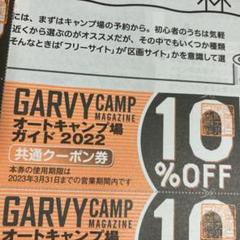 には、まずはキャンプ場の予約から。初心者のうちは気軽
近くから選ぶのがオススメだが、その中でもいくつか種類
そんなときは「フリーサイト」か「区画サイト」かを意識して選
GARVY CAMP
MAGAZINE
オートキャンプ場
ガイド 2022
共通クーポン券
本券の使用期限は
2023年3月31日までの営業期間内です
10
%OFF
GARVY CAMP
MAGAZINE
オートキャンプ場
10